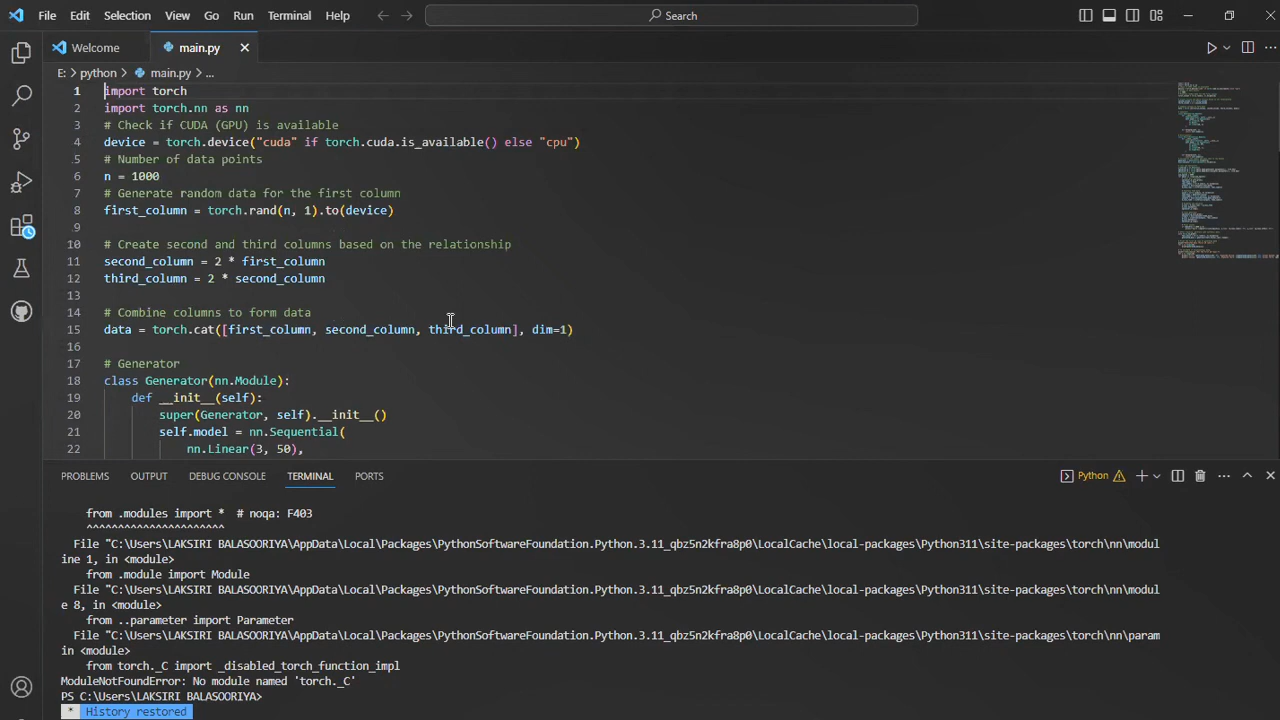 File Edit Selection View Go Run Terminal Help Search
Welcome main.py
E: > python > main.py > ...
1 import torch
2 import torch.nn as nn
3 # Check if CUDA (GPU) is available
4 device = torch.device("cuda" if torch.cuda.is_available() else "cpu")
5 # Number of data points
6 n = 1000
7 # Generate random data for the first column
8 first_column = torch.rand(n, 1).to(device)
9
10 # Create second and third columns based on the relationship
11 second_column = 2 * first_column
12 third_column = 2 * second_column
13
14 # Combine columns to form data
15 data = torch.cat([first_column, second_column, third_column], dim=1)
16
17 # Generator
18 class Generator(nn.Module):
19 def __init__(self):
20 super(Generator, self).__init__()
21 self.model = nn.Sequential(
22 nn.Linear(3, 50),
PROBLEMS OUTPUT DEBUG CONSOLE TERMINAL PORTS Python
from .modules import *  # noqa: F403
^^^^^^^^^^^^^^^^^^^^^^
File "C:\Users\LAKSIRI BALASOORIYA\AppData\Local\Packages\PythonSoftwareFoundation.Python.3.11_qbz5n2kfra8p0\LocalCache\local-packages\Python311\site-packages\torch\nn\modul
ine 1, in <module>
from .module import Module
File "C:\Users\LAKSIRI BALASOORIYA\AppData\Local\Packages\PythonSoftwareFoundation.Python.3.11_qbz5n2kfra8p0\LocalCache\local-packages\Python311\site-packages\torch\nn\modul
e 8, in <module>
from ..parameter import Parameter
File "C:\Users\LAKSIRI BALASOORIYA\AppData\Local\Packages\PythonSoftwareFoundation.Python.3.11_qbz5n2kfra8p0\LocalCache\local-packages\Python311\site-packages\torch\nn\param
in <module>
from torch._C import _disabled_torch_function_impl
ModuleNotFoundError: No module named 'torch._C'
PS C:\Users\LAKSIRI BALASOORIYA>
* History restored